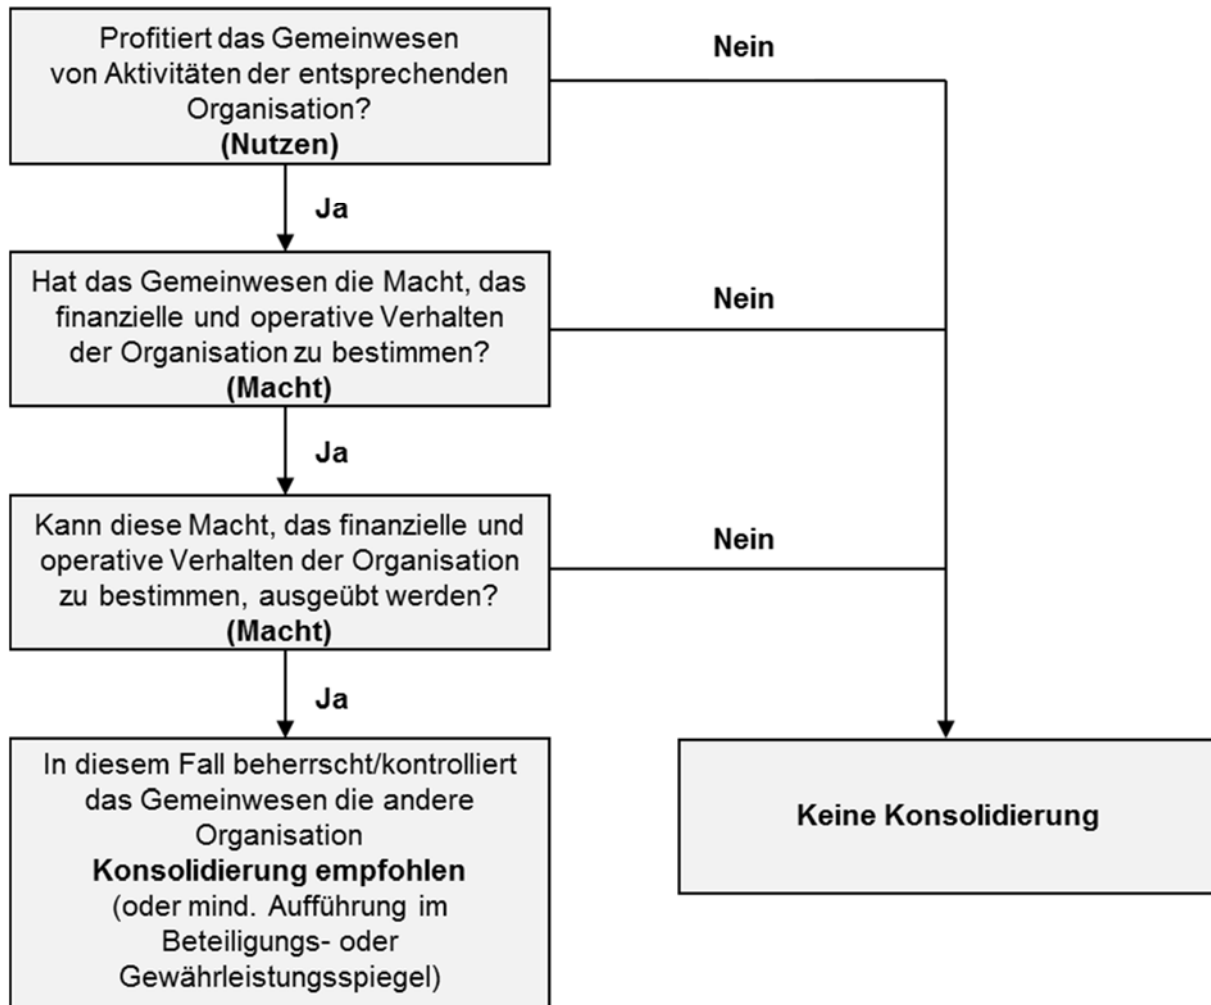 Profitiert das Gemeinwesen
von Aktivitäten der entsprechenden
Organisation?
(Nutzen)
Nein
Ja
Hat das Gemeinwesen die Macht, das
finanzielle und operative Verhalten
der Organisation zu bestimmen?
(Macht)
Nein
Ja
Kann diese Macht, das finanzielle und
operative Verhalten der Organisation
zu bestimmen, ausgeübt werden?
(Macht)
Nein
Ja
In diesem Fall beherrscht/kontrolliert
das Gemeinwesen die andere
Organisation
Konsolidierung empfohlen
(oder mind. Aufführung im
Beteiligungs- oder
Gewährleistungsspiegel)
Keine Konsolidierung